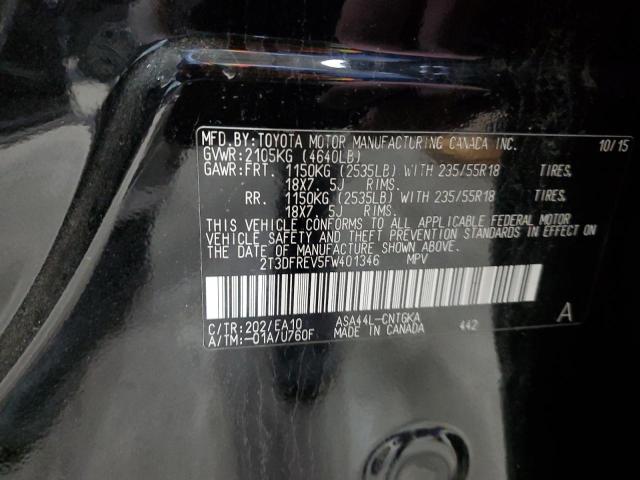 MFD.BY:TOYOTA MOTOR MANUFACTURING CANADA INC. 10/15
GVWR:2105KG (4640LB)
GAWR:FRT. 1150KG (2535LB) WITH 235/55R18 TIRES.
18X7. 5J RIMS.
RR. 1150KG (2535LB) WITH 235/55R18 TIRES.
18X7. 5J RIMS.
THIS VEHICLE CONFORMS TO ALL APPLICABLE FEDERAL MOTOR
VEHICLE SAFETY AND THEFT PREVENTION STANDARDS IN EFFECT ON
THE DATE OF MANUFACTURE SHOWN ABOVE.
2T3DFREV5FW401346 MPV
A
C/TR:202/EA10 ASA44L-CNTGKA 442
A/TM:-01A/U760F MADE IN CANADA